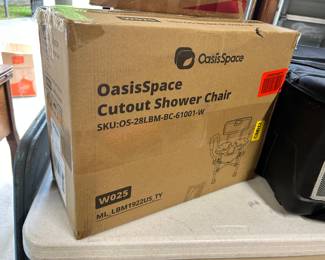 OasisSpace
OasisSpace
Cutout Shower Chair
SKU:OS-28LBM-BC-61001-W
W025
ML_LBM1922US_TY